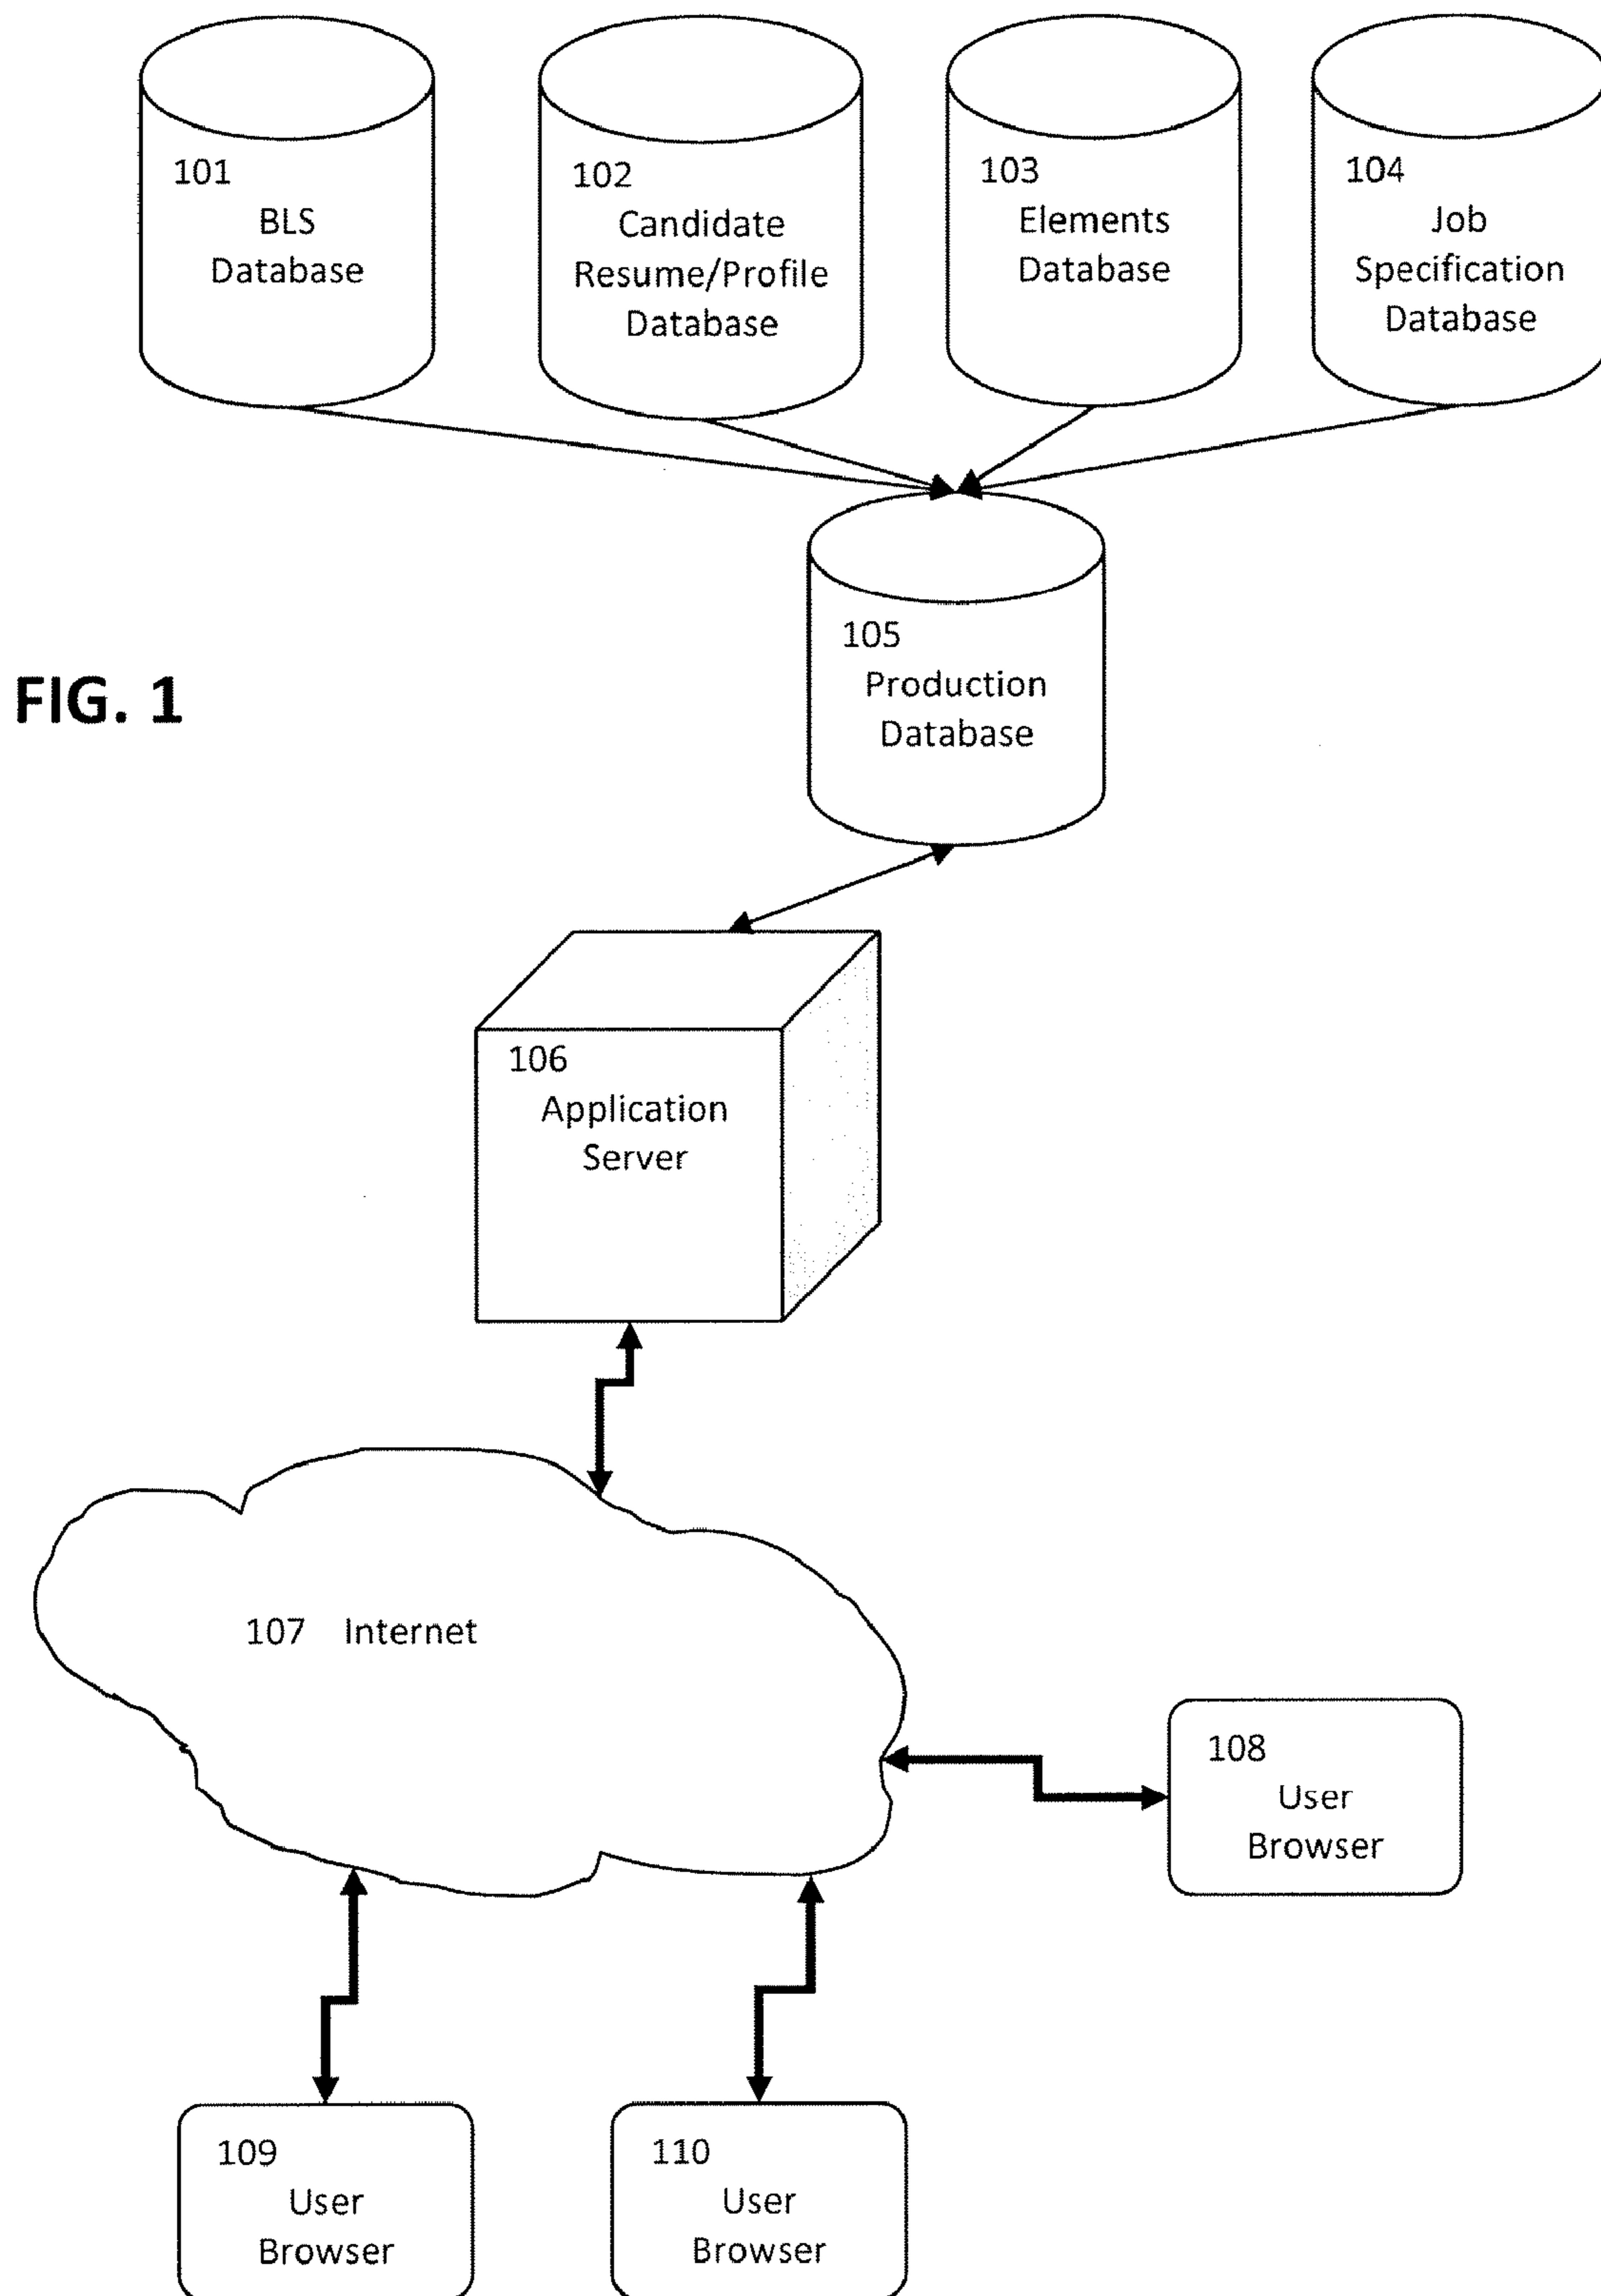 101
BLS
Database
102
Candidate
Resume/Profile
Database
103
Elements
Database
104
Job
Specification
Database
105
Production
Database
FIG. 1
106
Application
Server
107 Internet
108
User
Browser
109
User
Browser
110
User
Browser